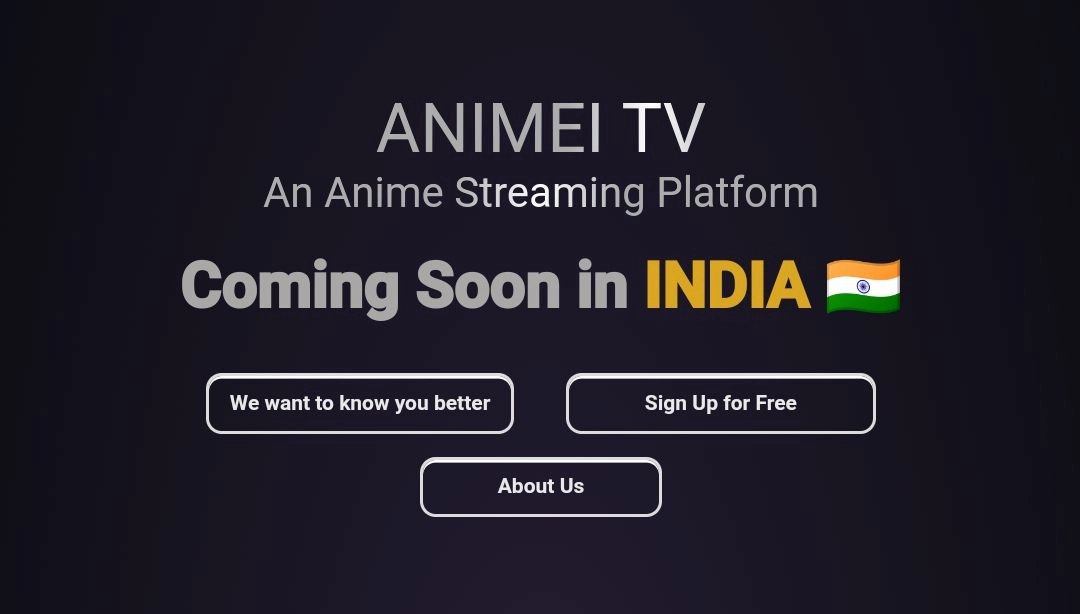 ANIMEI TV
An Anime Streaming Platform
Coming Soon in INDIA 🇮🇳
We want to know you better
Sign Up for Free
About Us